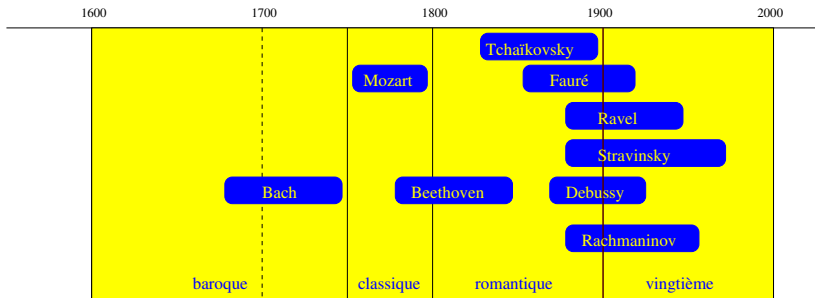 1600 1700 1800 1900 2000
Tchaïkovsky
Mozart Fauré
Ravel
Stravinsky
Bach Beethoven Debussy
Rachmaninov
baroque classique romantique vingtième